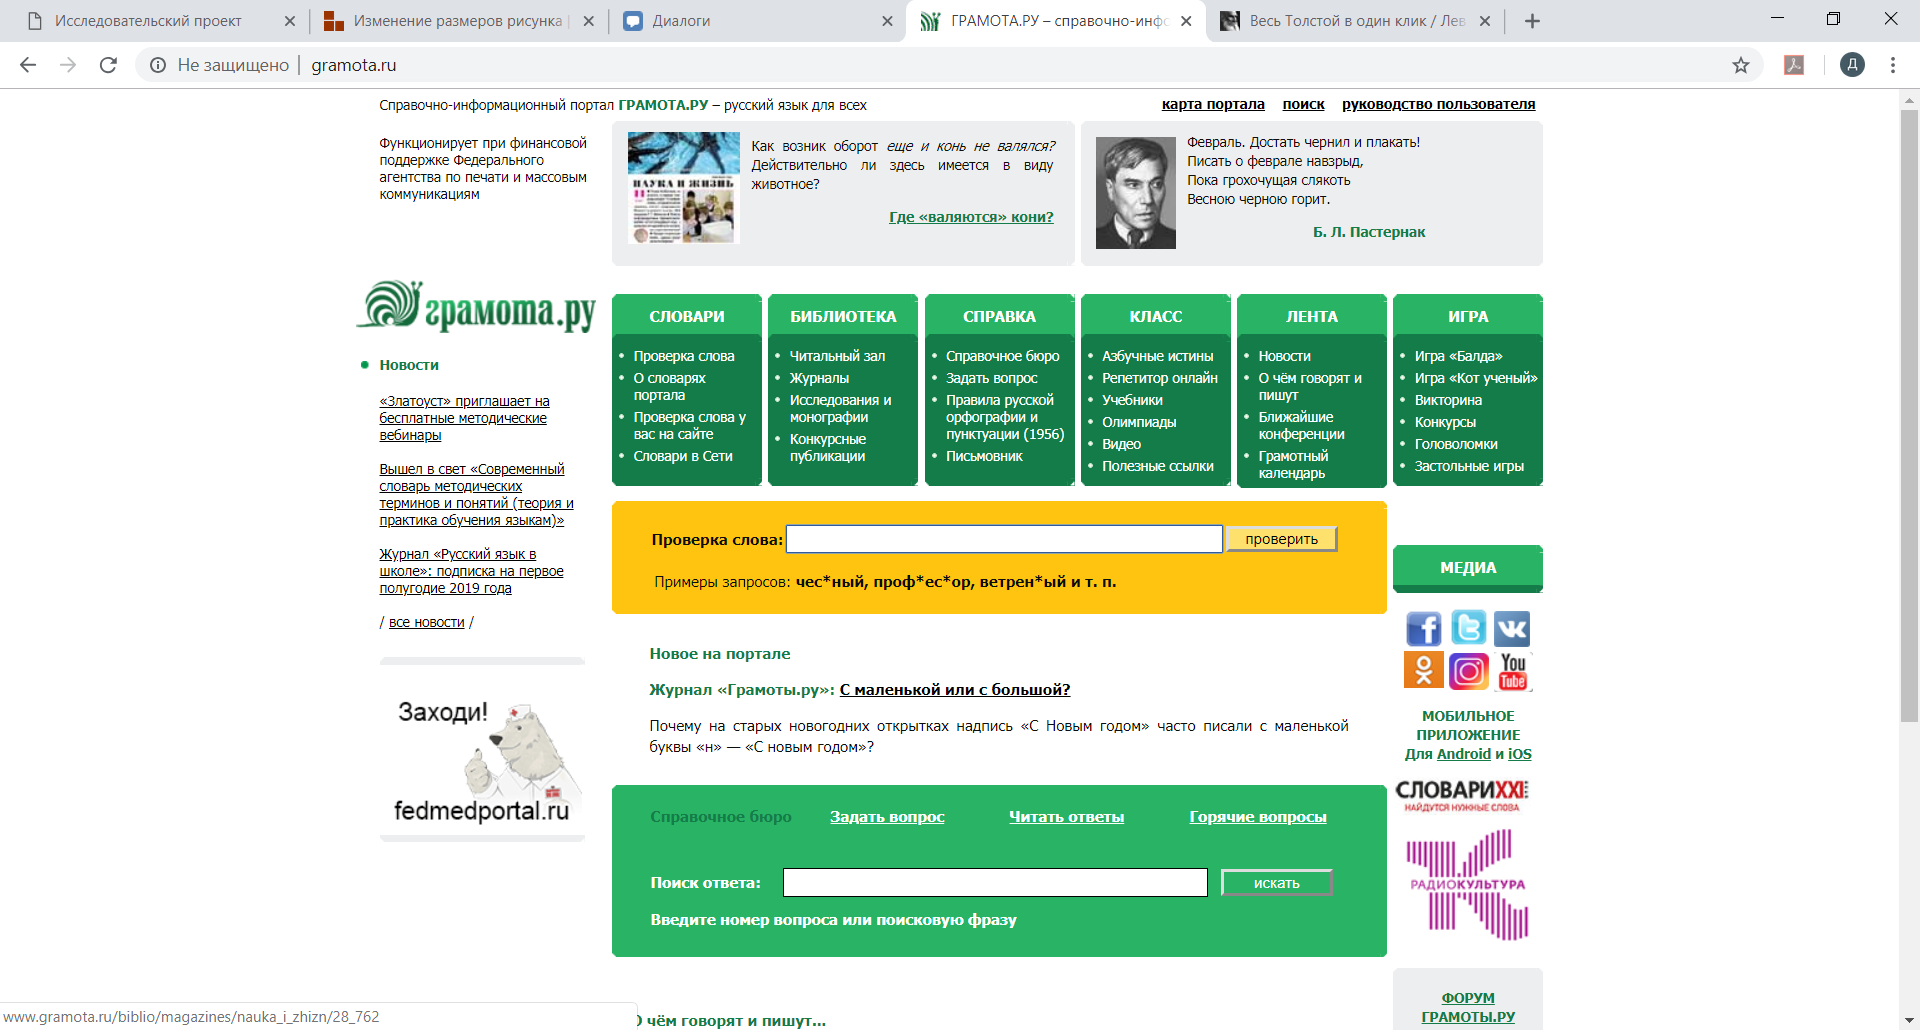 Исследовательский проект
Изменение размеров рисунка
Диалоги
ГРАМОТА.РУ – справочно-инфо
Весь Толстой в один клик / Лев
Не защищено
gramota.ru
Д
Справочно-информационный портал ГРАМОТА.РУ – русский язык для всех
карта портала поиск руководство пользователя
Функционирует при финансовой
поддержке Федерального
агентства по печати и массовым
коммуникациям
НАУКА И ЖИЗНЬ
Как возник оборот еще и конь не валялся?
Действительно ли здесь имеется в виду
животное?
Где «валяются» кони?
Февраль. Достать чернил и плакать!
Писать о феврале навзрыд,
Пока грохочущая слякоть
Весною черною горит.
Б. Л. Пастернак
грамота.ру
Новости
«Златоуст» приглашает на
бесплатные методические
вебинары
Вышел в свет «Современный
словарь методических
терминов и понятий (теория и
практика обучения языкам)»
Журнал «Русский язык в
школе»: подписка на первое
полугодие 2019 года
/ все новости /
Заходи!
fedmedportal.ru
СЛОВАРИ
Проверка слова
О словарях
портала
Проверка слова у
вас на сайте
Словари в Сети
БИБЛИОТЕКА
Читальный зал
Журналы
Исследования и
монографии
Конкурсные
публикации
СПРАВКА
Справочное бюро
Задать вопрос
Правила русской
орфографии и
пунктуации (1956)
Письмовник
КЛАСС
Азбучные истины
Репетитор онлайн
Учебники
Олимпиады
Видео
Полезные ссылки
ЛЕНТА
Новости
О чём говорят и
пишут
Ближайшие
конференции
Грамотный
календарь
ИГРА
Игра «Балда»
Игра «Кот ученый»
Викторина
Конкурсы
Головоломки
Застольные игры
Проверка слова:
проверить
Примеры запросов: чес*ный, проф*ес*ор, ветрен*ый и т. п.
Новое на портале
Журнал «Грамоты.ру»: С маленькой или с большой?
Почему на старых новогодних открытках надпись «С Новым годом» часто писали с маленькой
буквы «н» — «С новым годом»?
Справочное бюро Задать вопрос Читать ответы Горячие вопросы
Поиск ответа:
искать
Введите номер вопроса или поисковую фразу
О чём говорят и пишут...
МЕДИА
You
Tube
МОБИЛЬНОЕ
ПРИЛОЖЕНИЕ
Для Android и iOS
СЛОВАРИXXI
НАЙДУТСЯ НУЖНЫЕ СЛОВА
РАДИОКУЛЬТУРА
ФОРУМ
ГРАМОТЫ.РУ
www.gramota.ru/biblio/magazines/nauka_i_zhizn/28_762